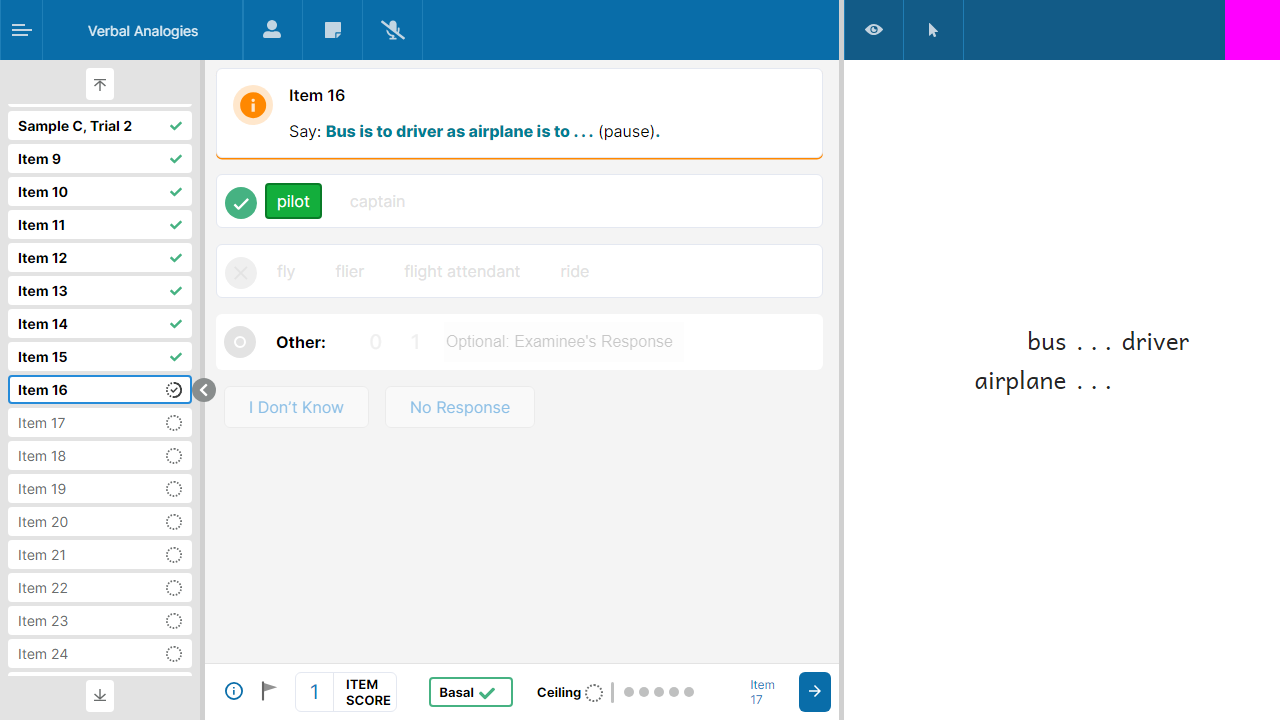 Verbal Analogies
Sample C, Trial 2
Item 9
Item 10
Item 11
Item 12
Item 13
Item 14
Item 15
Item 16
Item 17
Item 18
Item 19
Item 20
Item 21
Item 22
Item 23
Item 24
Item 16
Say: Bus is to driver as airplane is to . . . (pause).
pilot captain
fly flier flight attendant ride
Other: 0 1 Optional: Examinee's Response
I Don't Know No Response
1 ITEM SCORE
Basal
Ceiling
Item 17
bus . . . driver
airplane . . .